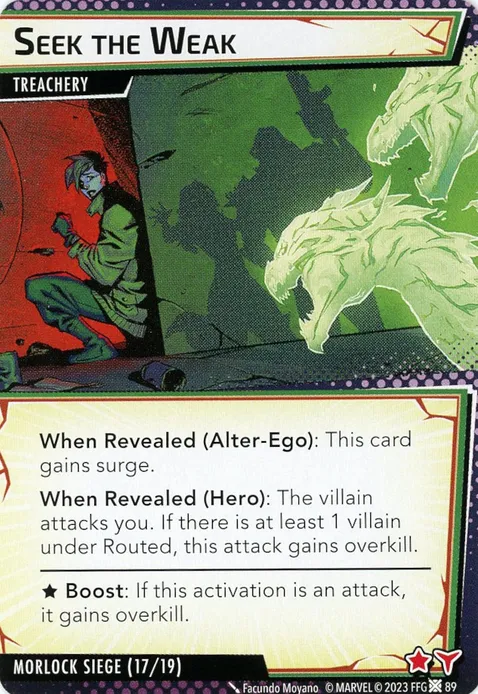 SEEK THE WEAK
TREACHERY
When Revealed (Alter-Ego): This card
gains surge.
When Revealed (Hero): The villain
attacks you. If there is at least 1 villain
under Routed, this attack gains overkill.
★ Boost: If this activation is an attack,
it gains overkill.
MORLOCK SIEGE (17/19)
Facundo Moyano © MARVEL © 2023 FFG 89